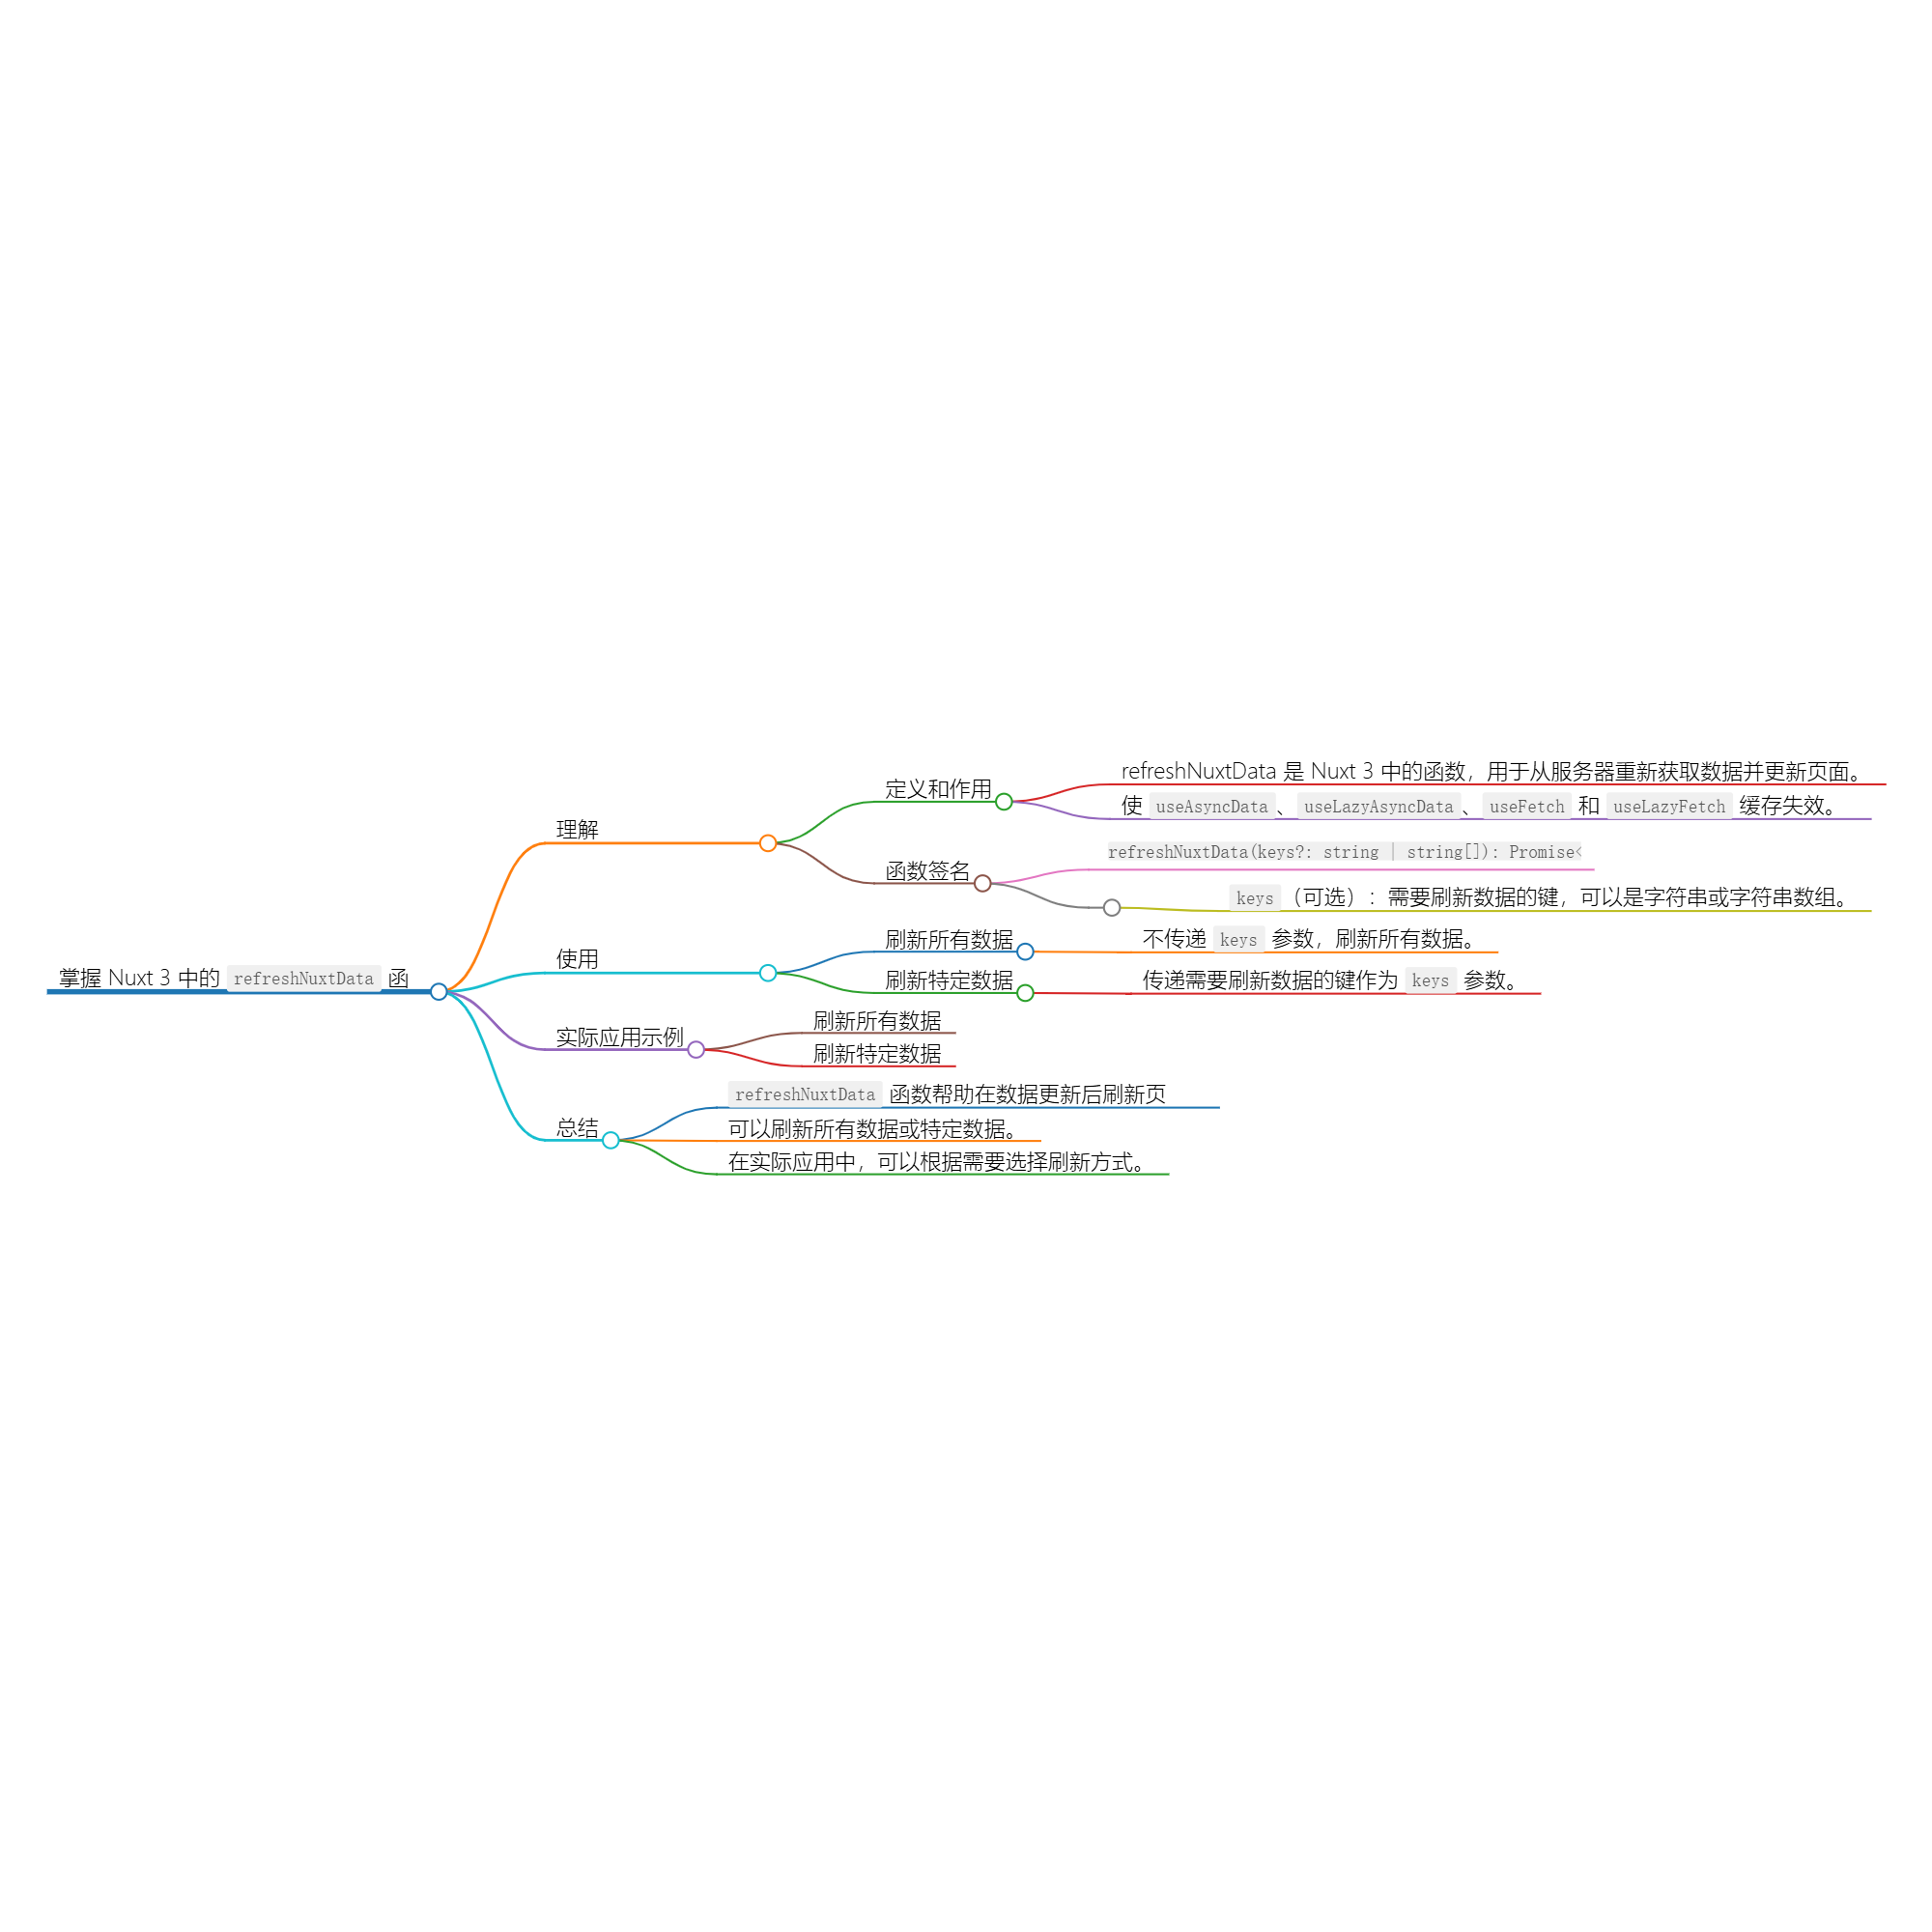 掌握 Nuxt 3 中的 refreshNuxtData 函
理解
定义和作用
refreshNuxtData 是 Nuxt 3 中的函数，用于从服务器重新获取数据并更新页面。
使 useAsyncData、useLazyAsyncData、useFetch 和 useLazyFetch 缓存失效。
函数签名
refreshNuxtData(keys?: string | string[]): Promise<
keys（可选）：需要刷新数据的键，可以是字符串或字符串数组。
使用
刷新所有数据
不传递 keys 参数，刷新所有数据。
刷新特定数据
传递需要刷新数据的键作为 keys 参数。
实际应用示例
刷新所有数据
刷新特定数据
总结
refreshNuxtData 函数帮助在数据更新后刷新页
可以刷新所有数据或特定数据。
在实际应用中，可以根据需要选择刷新方式。